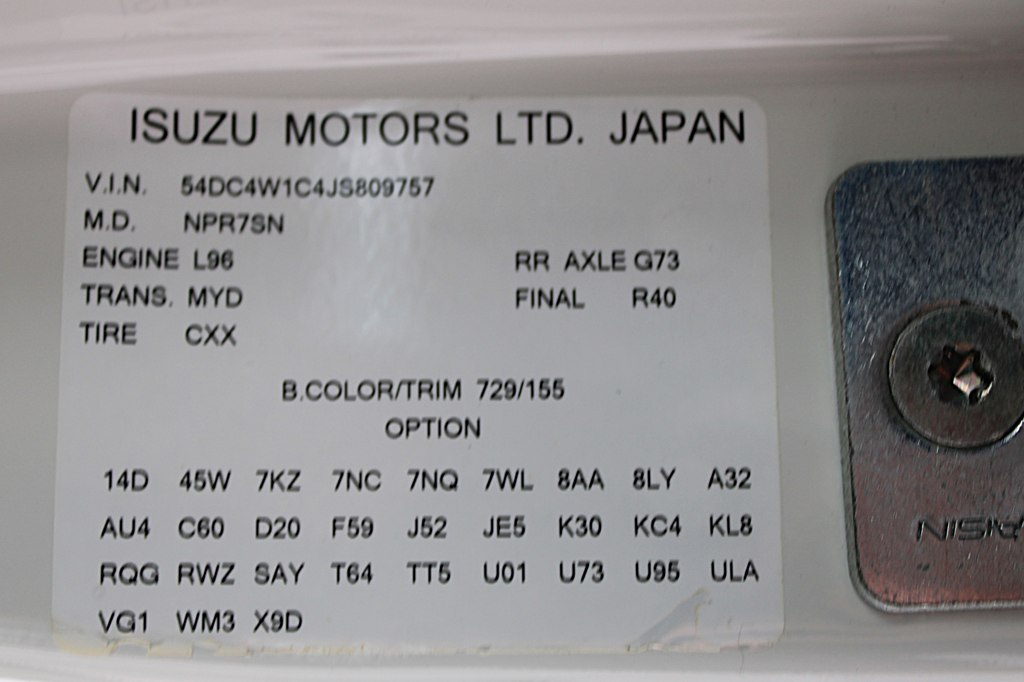 ISUZU MOTORS LTD. JAPAN
V.I.N. 54DC4W1C4JS809757
M.D. NPR7SN
ENGINE L96 RR AXLE G73
TRANS. MYD FINAL R40
TIRE CXX
B.COLOR/TRIM 729/155
OPTION
14D 45W 7KZ 7NC 7NQ 7WL 8AA 8LY A32
AU4 C60 D20 F59 J52 JE5 K30 KC4 KL8
RQG RWZ SAY T64 TT5 U01 U73 U95 ULA
VG1 WM3 X9D